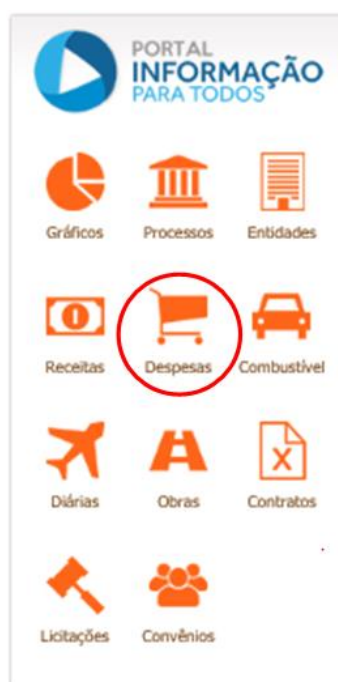 PORTAL
INFORMAÇÃO
PARA TODOS
Gráficos Processos Entidades
Receitas Despesas Combustível
Diárias Obras Contratos
Licitações Convênios